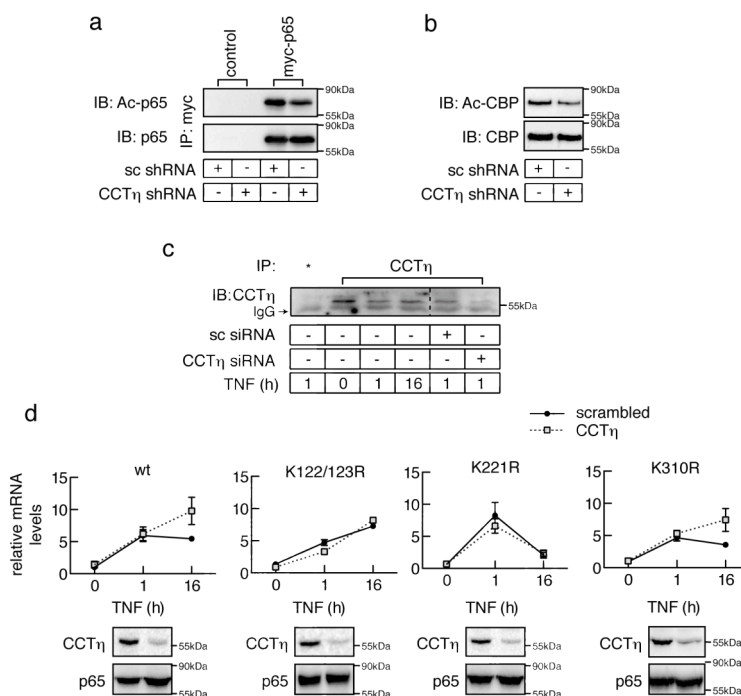 a
control
myc-p65
IB: Ac-p65
IB: p65
IP: myc
90kDa
55kDa
90kDa
55kDa
sc shRNA + - + -
CCTη shRNA - + - +
b
IB: Ac-CBP
IB: CBP
90kDa
55kDa
90kDa
55kDa
sc shRNA + -
CCTη shRNA - +
c
IP: * CCTη
IB:CCTη
IgG
55kDa
sc siRNA - - - - + -
CCTη siRNA - - - - - +
TNF (h) 1 0 1 16 1 1
d
scrambled
CCTη
relative mRNA
levels
wt
15
10
5
0
0 1 16
TNF (h)
K122/123R
15
10
5
0
0 1 16
TNF (h)
K221R
15
10
5
0
0 1 16
TNF (h)
K310R
15
10
5
0
0 1 16
TNF (h)
CCTη 55kDa
p65 90kDa
55kDa
CCTη 55kDa
p65 90kDa
55kDa
CCTη 55kDa
p65 90kDa
55kDa
CCTη 55kDa
p65 90kDa
55kDa